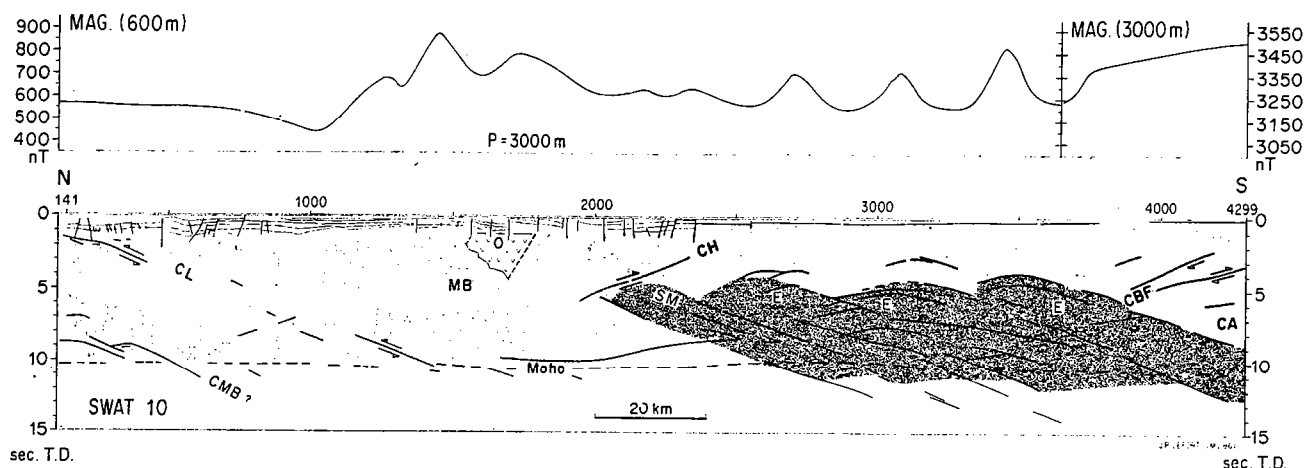 MAG. (600m)
MAG. (3000m)
900
800
700
600
500
400
nT
3550
3450
3350
3250
3150
3050
nT
P=3000m
N
S
141 1000 2000 3000 4000 4299
0
5
10
15
sec. T.D.
0
5
10
15
sec. T.D.
O
CL
MB
CH
SM
E
E
E
CBF
CA
Moho
CMB?
SWAT 10
20 km